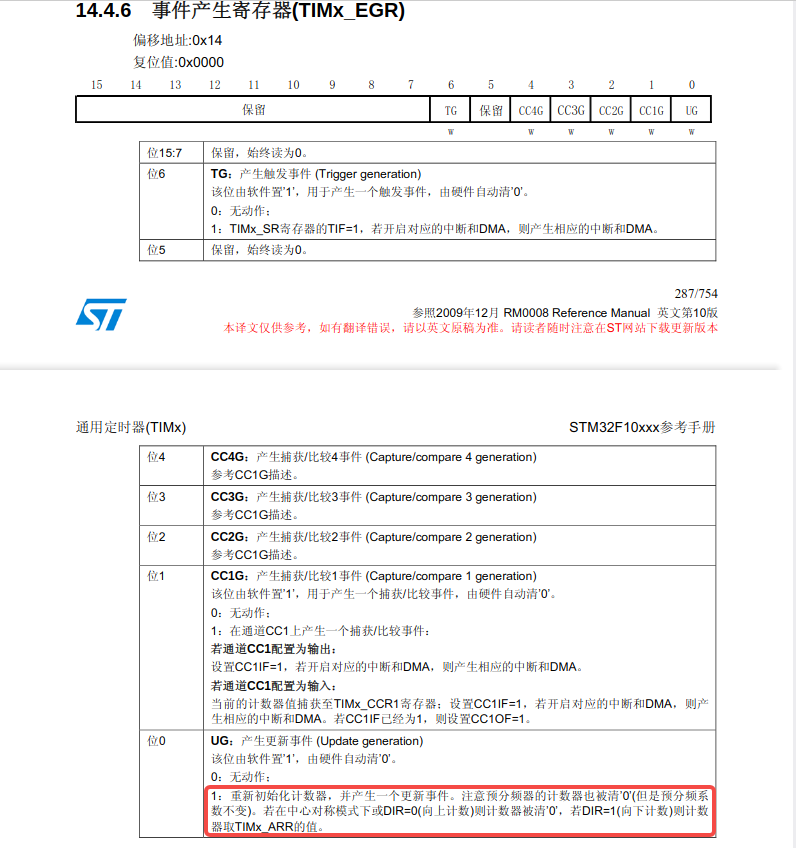 14.4.6 事件产生寄存器(TIMx_EGR)
偏移地址:0x14
复位值:0x0000
15 14 13 12 11 10 9 8 7 6 5 4 3 2 1 0
保留 TG 保留 CC4G CC3G CC2G CC1G UG
w w w w w w
位15:7 保留，始终读为0。
位6 TG：产生触发事件 (Trigger generation)
该位由软件置'1'，用于产生一个触发事件，由硬件自动清'0'。
0：无动作；
1：TIMx_SR寄存器的TIF=1，若开启对应的中断和DMA，则产生相应的中断和DMA。
位5 保留，始终读为0。
287/754
ST
参照2009年12月 RM0008 Reference Manual 英文第10版
本译文仅供参考，如有翻译错误，请以英文原稿为准。请读者随时注意在ST网站下载更新版本
通用定时器(TIMx) STM32F10xxx参考手册
位4 CC4G：产生捕获/比较4事件 (Capture/compare 4 generation)
参考CC1G描述。
位3 CC3G：产生捕获/比较3事件 (Capture/compare 3 generation)
参考CC1G描述。
位2 CC2G：产生捕获/比较2事件 (Capture/compare 2 generation)
参考CC1G描述。
位1 CC1G：产生捕获/比较1事件 (Capture/compare 1 generation)
该位由软件置'1'，用于产生一个捕获/比较事件，由硬件自动清'0'。
0：无动作；
1：在通道CC1上产生一个捕获/比较事件：
若通道CC1配置为输出：
设置CC1IF=1，若开启对应的中断和DMA，则产生相应的中断和DMA。
若通道CC1配置为输入：
当前的计数器值捕获至TIMx_CCR1寄存器；设置CC1IF=1，若开启对应的中断和DMA，则产
生相应的中断和DMA。若CC1IF已经为1，则设置CC1OF=1。
位0 UG：产生更新事件 (Update generation)
该位由软件置'1'，由硬件自动清'0'。
0：无动作；
1：重新初始化计数器，并产生一个更新事件。注意预分频器的计数器也被清'0'(但是预分频系
数不变)。若在中心对称模式下或DIR=0(向上计数)则计数器被清'0'，若DIR=1(向下计数)则计数
器取TIMx_ARR的值。